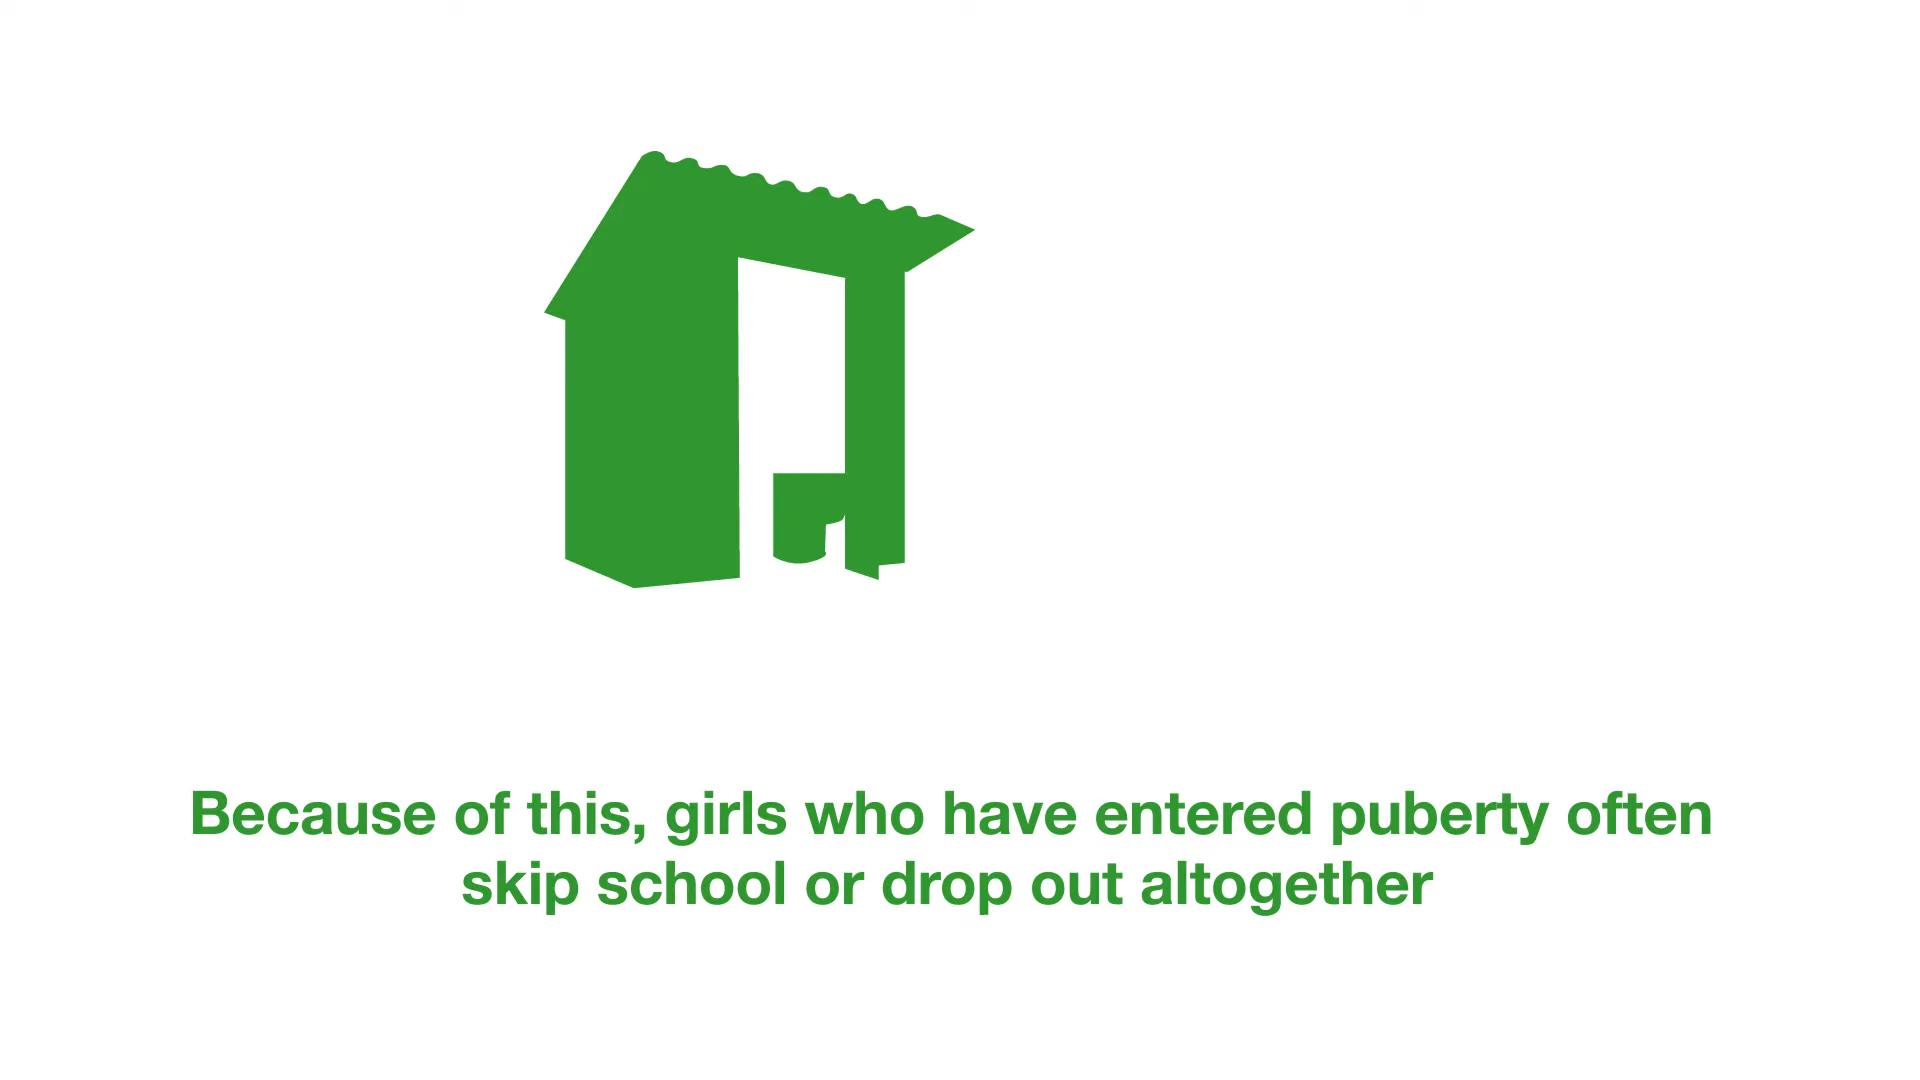 Because of this, girls who have entered puberty often
skip school or drop out altogether